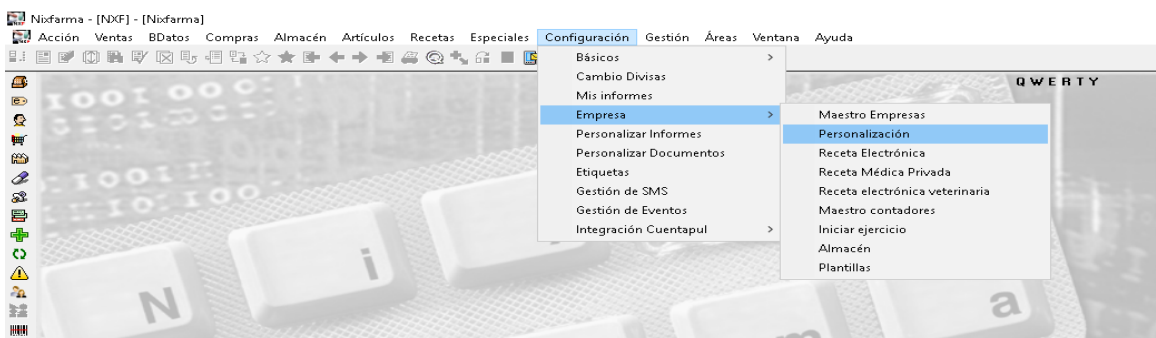 Nixfarma - [NXF] - [Nixfarma]
Acción Ventas BDatos Compras Almacén Artículos Recetas Especiales Configuración Gestión Áreas Ventana Ayuda
QWERTY
Básicos >
Cambio Divisas
Mis informes
Empresa >
Personalizar Informes
Personalizar Documentos
Etiquetas
Gestión de SMS
Gestión de Eventos
Integración Cuentapul >
Maestro Empresas
Personalización
Receta Electrónica
Receta Médica Privada
Receta electrónica veterinaria
Maestro contadores
Iniciar ejercicio
Almacén
Plantillas
N
i
a